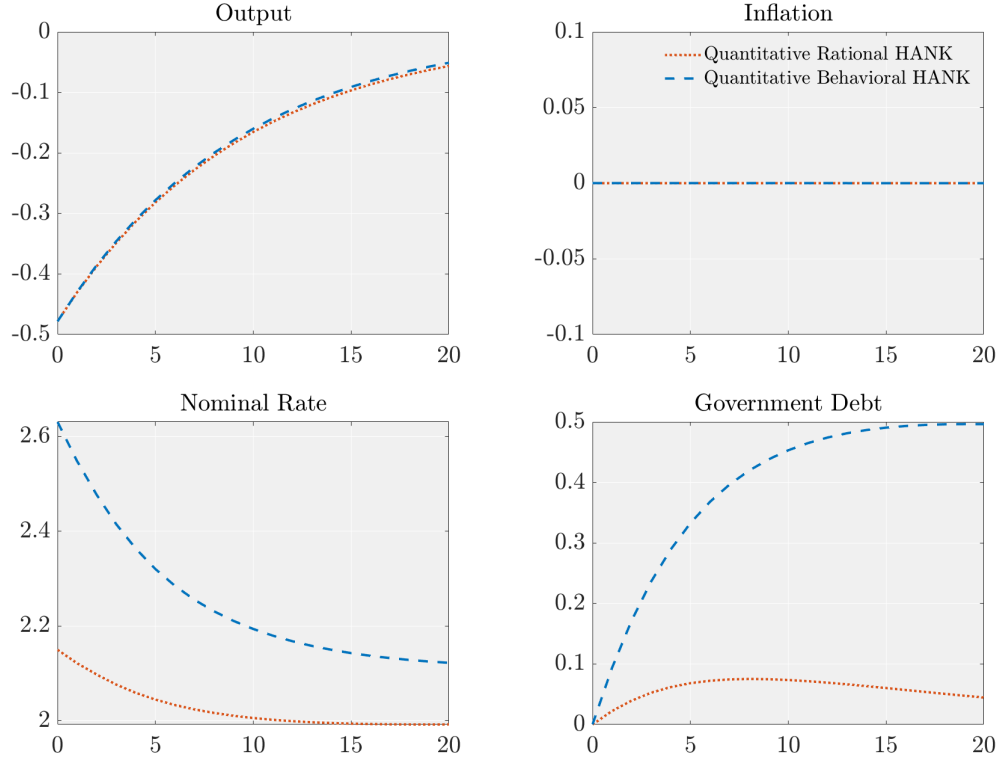 Output
0
-0.1
-0.2
-0.3
-0.4
-0.5
0 5 10 15 20
Inflation
0.1
0.05
0
-0.05
-0.1
0 5 10 15 20
Quantitative Rational HANK
Quantitative Behavioral HANK
Nominal Rate
2.6
2.4
2.2
2
0 5 10 15 20
Government Debt
0.5
0.4
0.3
0.2
0.1
0
0 5 10 15 20